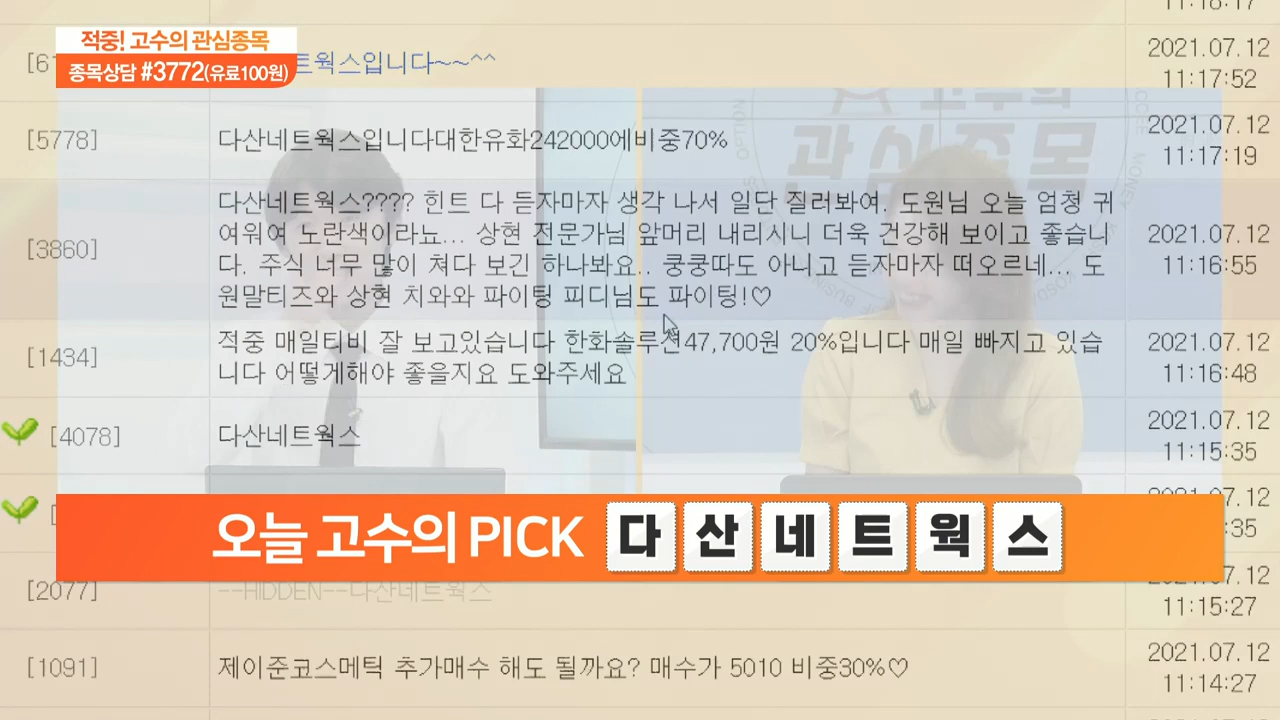 적중! 고수의 관심종목
종목상담 #3772(유료100원)
2021.07.12
트웍스입니다~~^^
11:17:52
[5778]
다산네트웍스입니다대한유화242000에비중70%
2021.07.12
11:17:19
[3860]
다산네트웍스???? 힌트 다 듣자마자 생각 나서 일단 질러봐여, 도원님 오늘 엄청 귀
여워여 노란색이라뇨... 상현 전문가님 앞머리 내리시니 더욱 건강해 보이고 좋습니
다. 주식 너무 많이 쳐다 보긴 하나봐요.. 쿵쿵따도 아니고 듣자마자 떠오르네... 도
원말티즈와 상현 치와와 파이팅 피디님도 파이팅!♡
2021.07.12
11:16:55
[1434]
적중 매일티비 잘 보고있습니다 한화솔루션47,700원 20%입니다 매일 빠지고 있습
니다 어떻게해야 좋을지요 도와주세요
2021.07.12
11:16:48
[4078]
다산네트웍스
2021.07.12
11:15:35
고수의
관심종목
오늘 고수의 PICK 다산네트웍스
[2077]
--HIDDEN--다산네트웍스
11:15:27
[1091]
제이준코스메틱 추가매수 해도 될까요? 매수가 5010 비중30%♡
2021.07.12
11:14:27